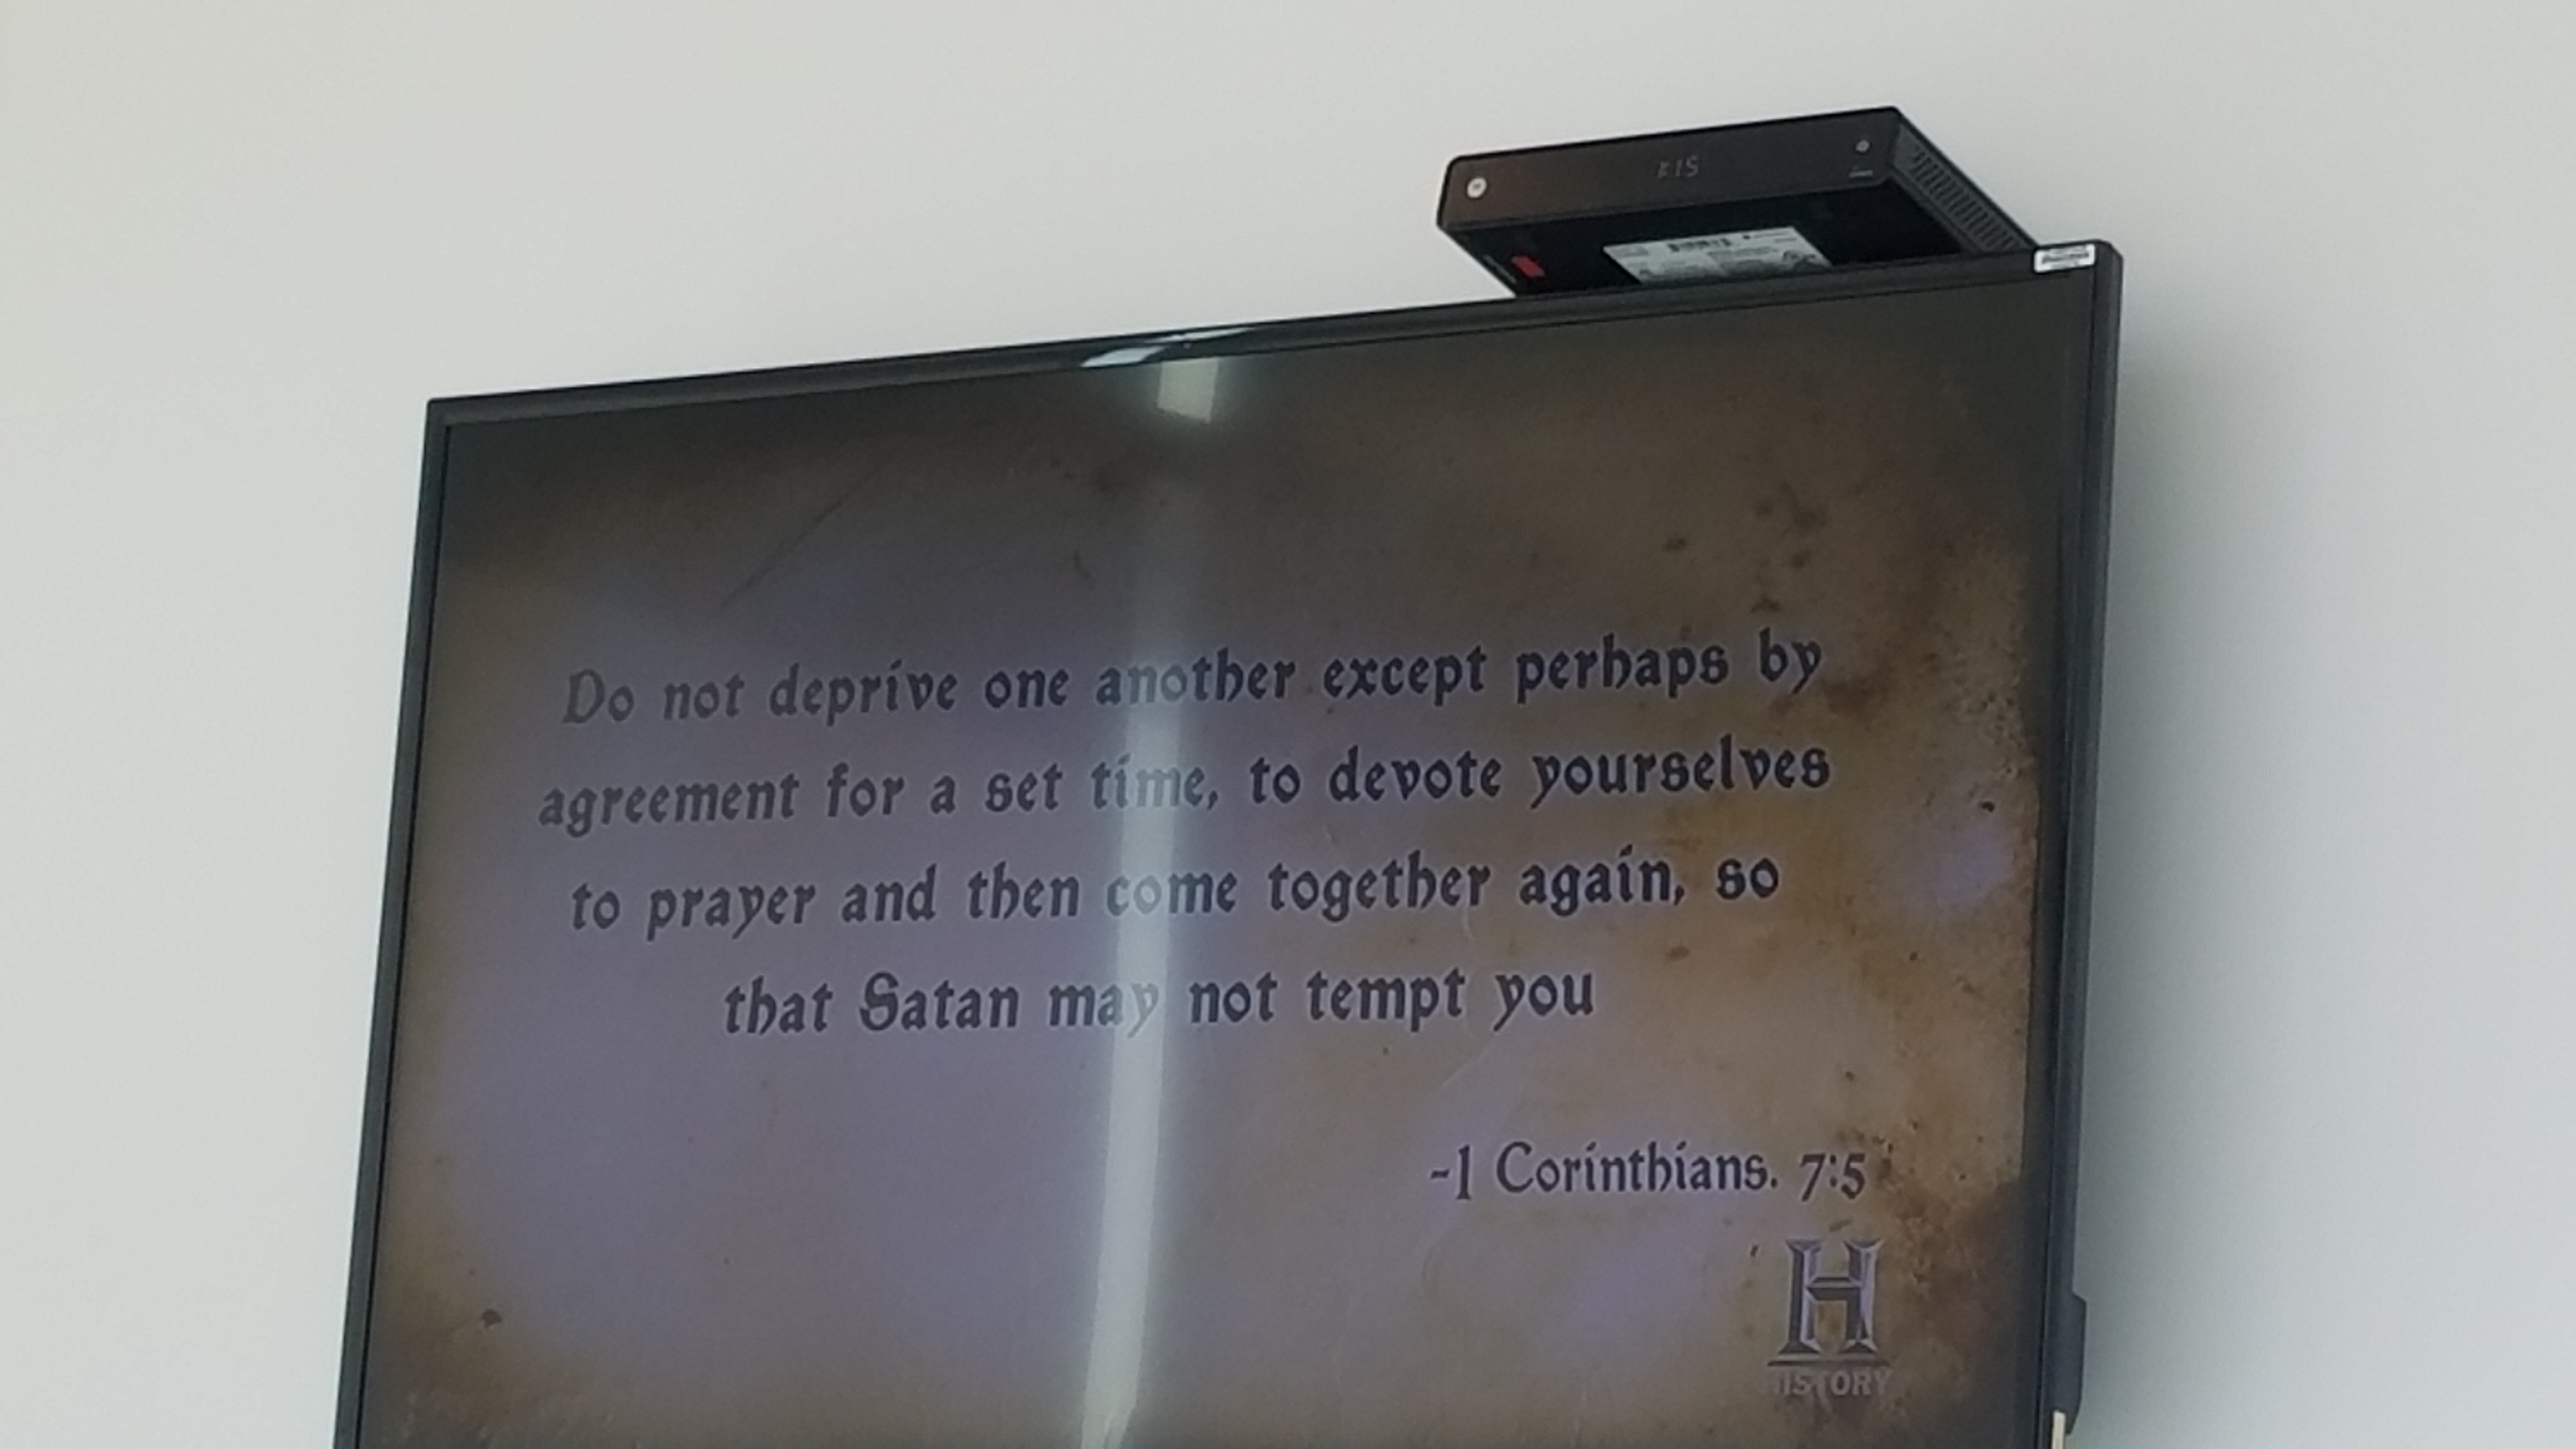 Do not deprive one another except perhaps by
agreement for a set time, to devote yourselves
to prayer and then come together again, so
that Satan may not tempt you
-1 Corinthians. 7:5
H
HISTORY